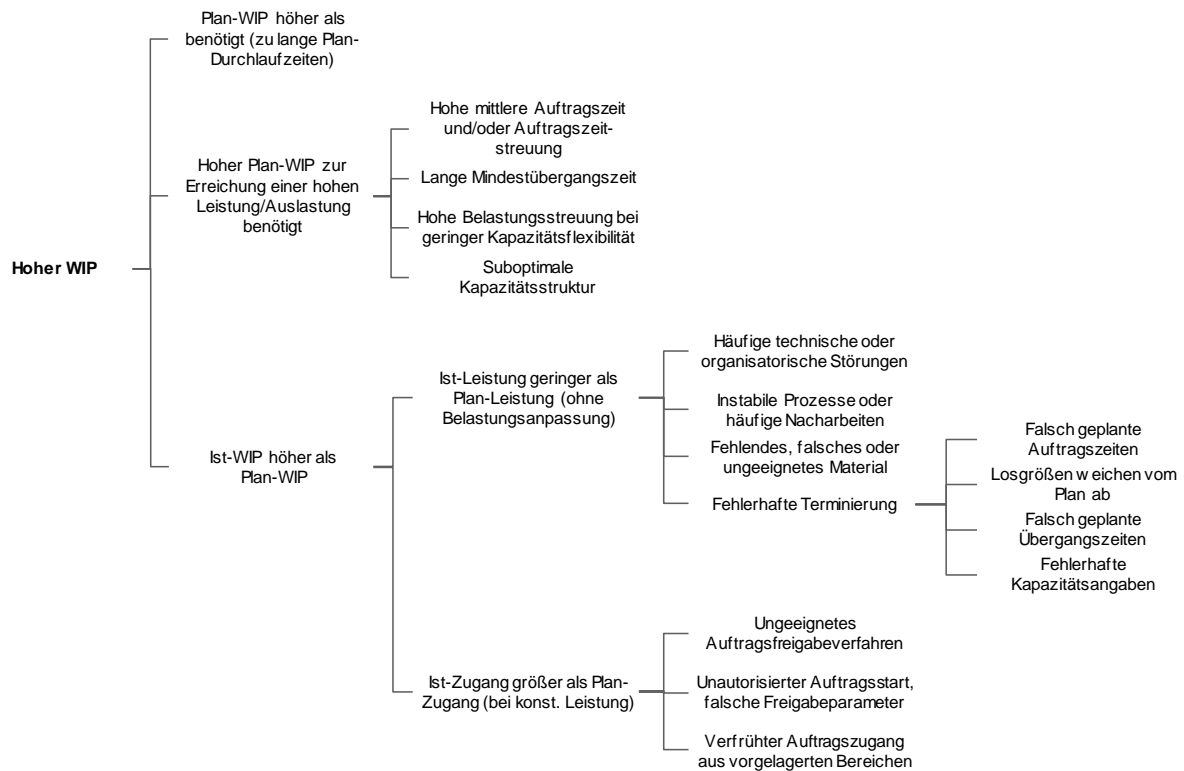 Plan-WIP höher als
benötigt (zu lange Plan-
Durchlaufzeiten)
Hohe mittlere Auftragszeit
und/oder Auftragszeit-
streuung
Hoher Plan-WIP zur
Erreichung einer hohen
Leistung/Auslastung
benötigt
Lange Mindestübergangszeit
Hohe Belastungsstreuung bei
geringer Kapazitätsflexibilität
Suboptimale
Kapazitätsstruktur
Hoher WIP
Häufige technische oder
organisatorische Störungen
Ist-Leistung geringer als
Plan-Leistung (ohne
Belastungsanpassung)
Instabile Prozesse oder
häufige Nacharbeiten
Ist-WIP höher als
Plan-WIP
Fehlendes, falsches oder
ungeeignetes Material
Fehlerhafte Terminierung
Falsch geplante
Auftragszeiten
Losgrößen weichen vom
Plan ab
Falsch geplante
Übergangszeiten
Fehlerhafte
Kapazitätsangaben
Ungeeignetes
Auftragsfreigabeverfahren
Ist-Zugang größer als Plan-
Zugang (bei konst. Leistung)
Unautorisierter Auftragsstart,
falsche Freigabeparameter
Verfrühter Auftragszugang
aus vorgelagerten Bereichen